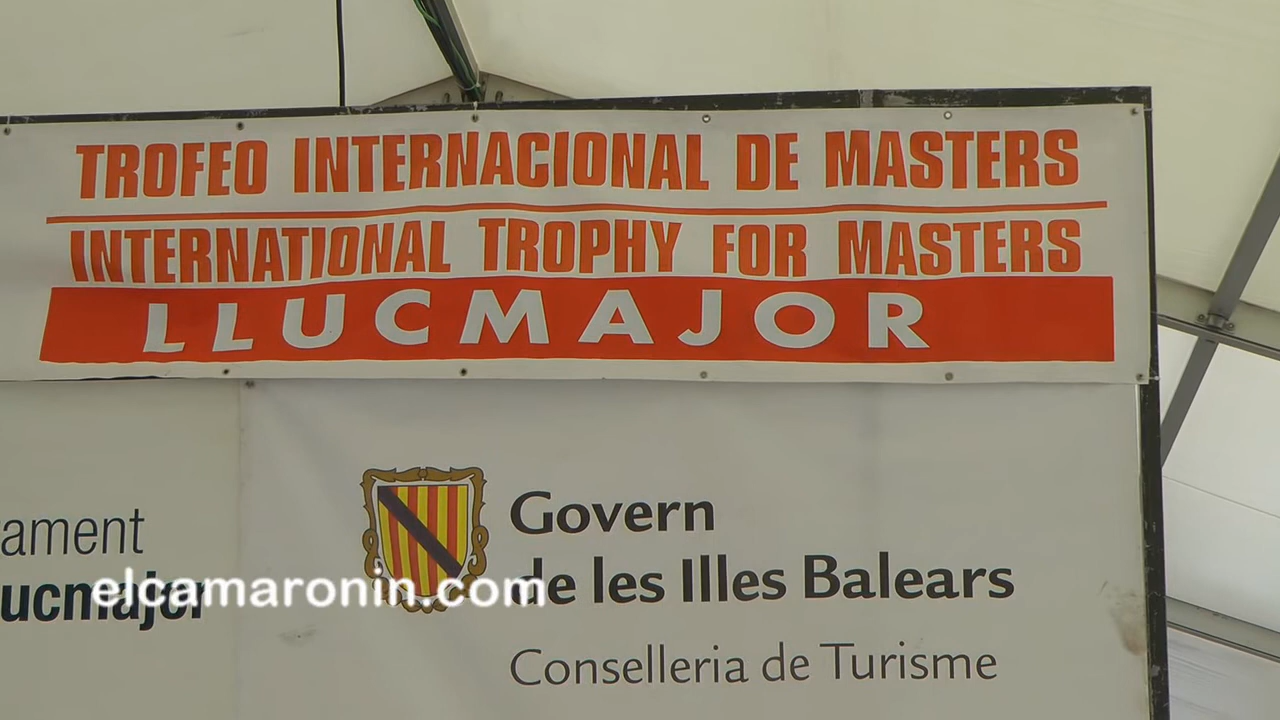 TROFEO INTERNACIONAL DE MASTERS
INTERNATIONAL TROPHY FOR MASTERS
LLUCMAJOR
Govern
de les Illes Balears
Conselleria de Turisme
ament
ucmajor
elcamaronin.com